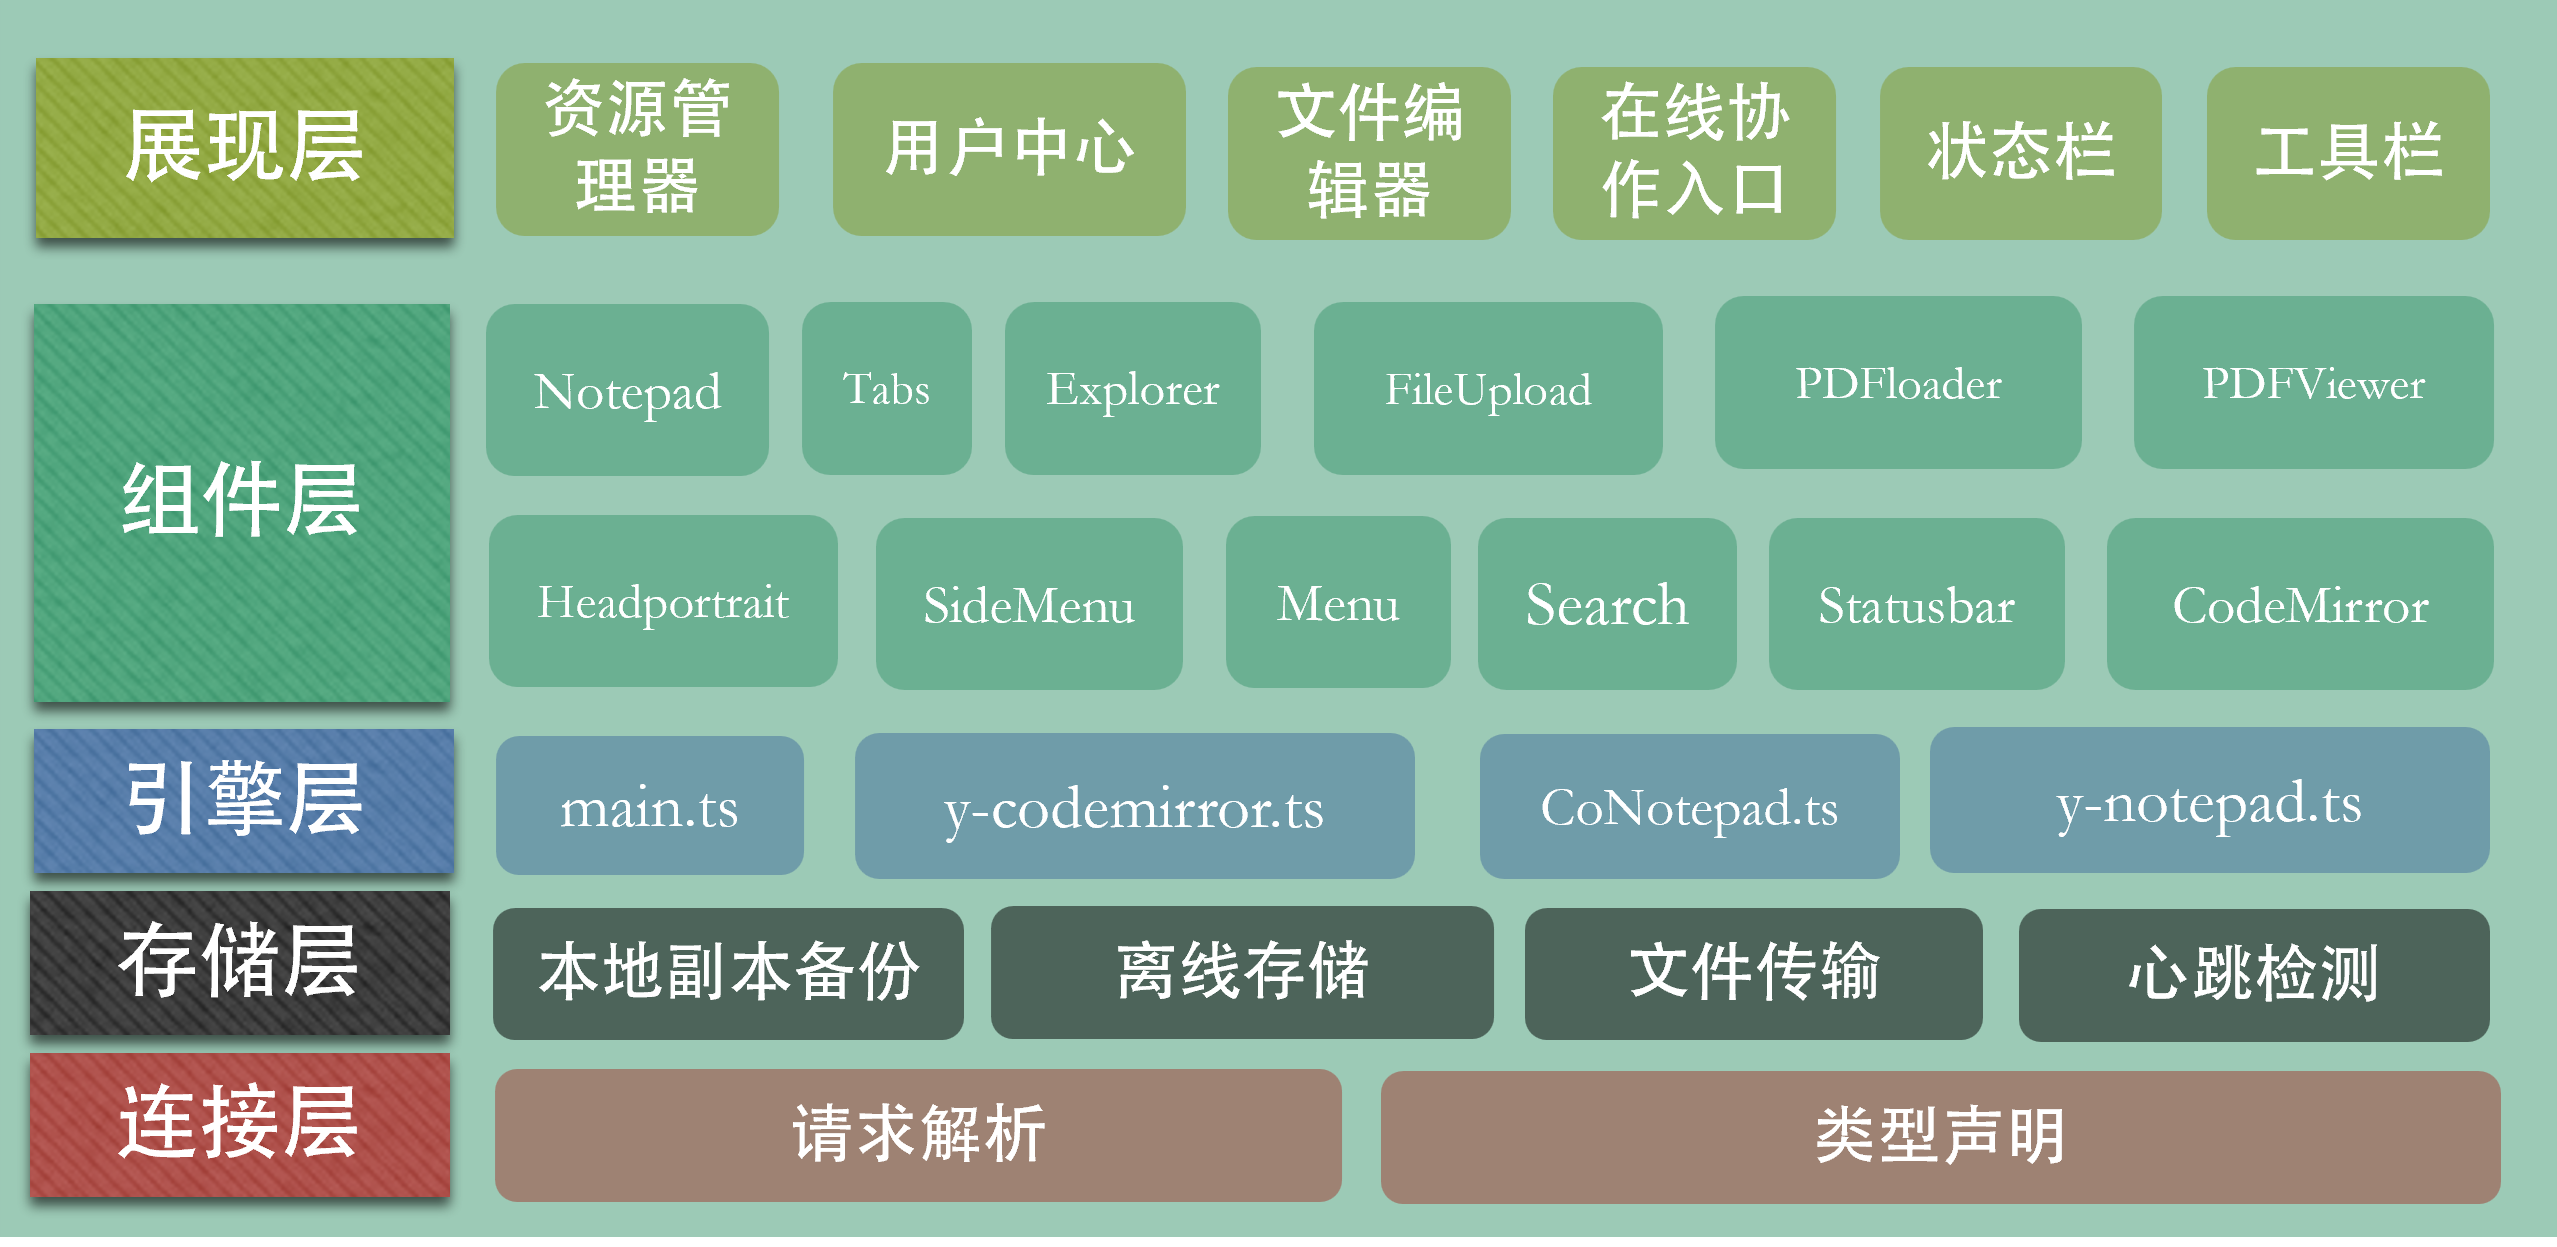 展现层
资源管
理器
用户中心
文件编
辑器
在线协
作入口
状态栏
工具栏
组件层
Notepad
Tabs
Explorer
FileUpload
PDFloader
PDFViewer
Headportrait
SideMenu
Menu
Search
Statusbar
CodeMirror
引擎层
main.ts
y-codemirror.ts
CoNotepad.ts
y-notepad.ts
存储层
本地副本备份
离线存储
文件传输
心跳检测
连接层
请求解析
类型声明